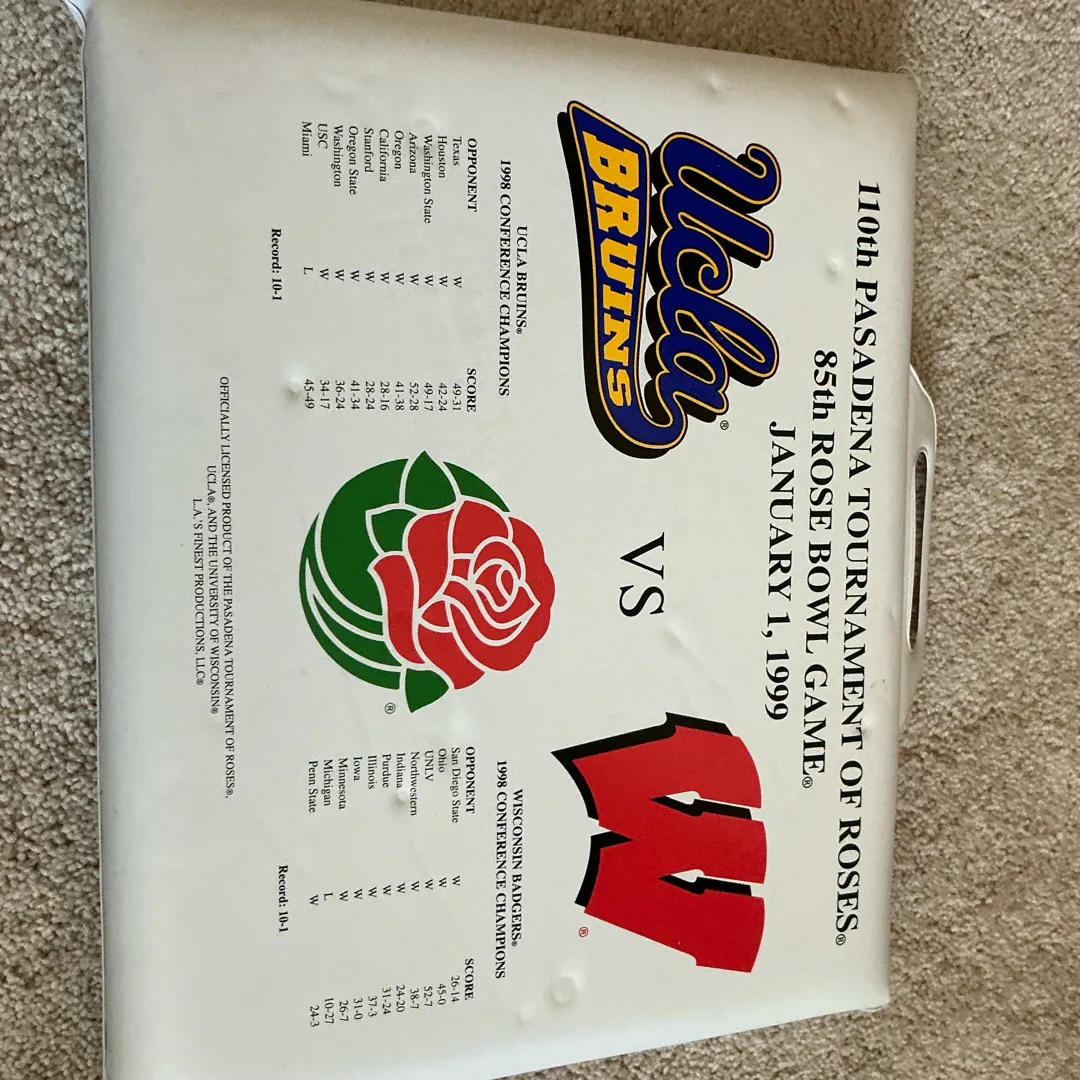 110th PASADENA TOURNAMENT OF ROSES®
85th ROSE BOWL GAME®
JANUARY 1, 1999
Ucla®
BRUINS
VS
W®
®
UCLA BRUINS®
1998 CONFERENCE CHAMPIONS
OPPONENT SCORE
Texas W 49-31
Houston W 42-24
Washington State W 49-17
Arizona W 52-28
Oregon W 41-38
California W 28-16
Stanford W 28-24
Oregon State W 41-34
Washington W 36-24
USC W 34-17
Miami L 45-49
Record: 10-1
WISCONSIN BADGERS®
1998 CONFERENCE CHAMPIONS
OPPONENT SCORE
San Diego State W 26-14
Ohio W 45-0
UNLV W 52-7
Northwestern W 38-7
Indiana W 24-20
Purdue W 31-24
Illinois W 37-3
Iowa W 31-0
Minnesota W 26-7
Michigan L 10-27
Penn State W 24-3
Record: 10-1
OFFICIALLY LICENSED PRODUCT OF THE PASADENA TOURNAMENT OF ROSES®,
UCLA®, AND THE UNIVERSITY OF WISCONSIN®
L.A.'S FINEST PRODUCTIONS, LLC®